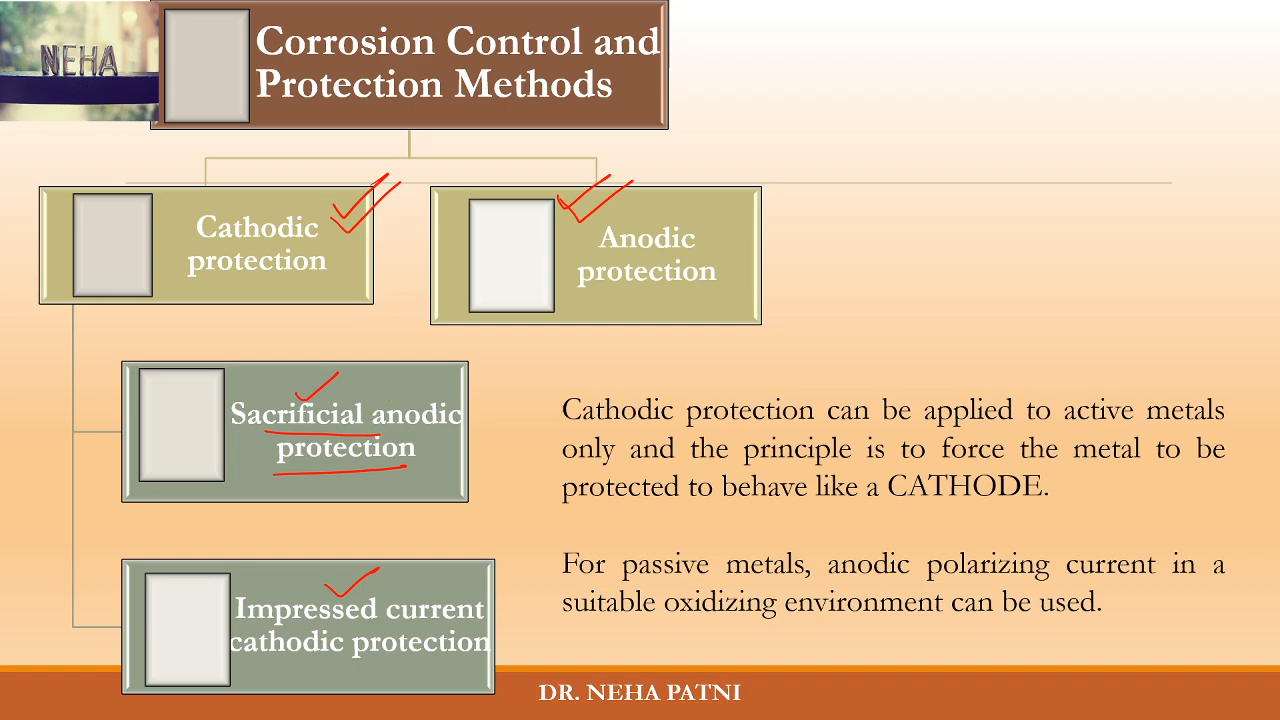 NEHA
Corrosion Control and
Protection Methods
Cathodic
protection
Anodic
protection
Sacrificial anodic
protection
Impressed current
cathodic protection
Cathodic protection can be applied to active metals
only and the principle is to force the metal to be
protected to behave like a CATHODE.
For passive metals, anodic polarizing current in a
suitable oxidizing environment can be used.
DR. NEHA PATNI